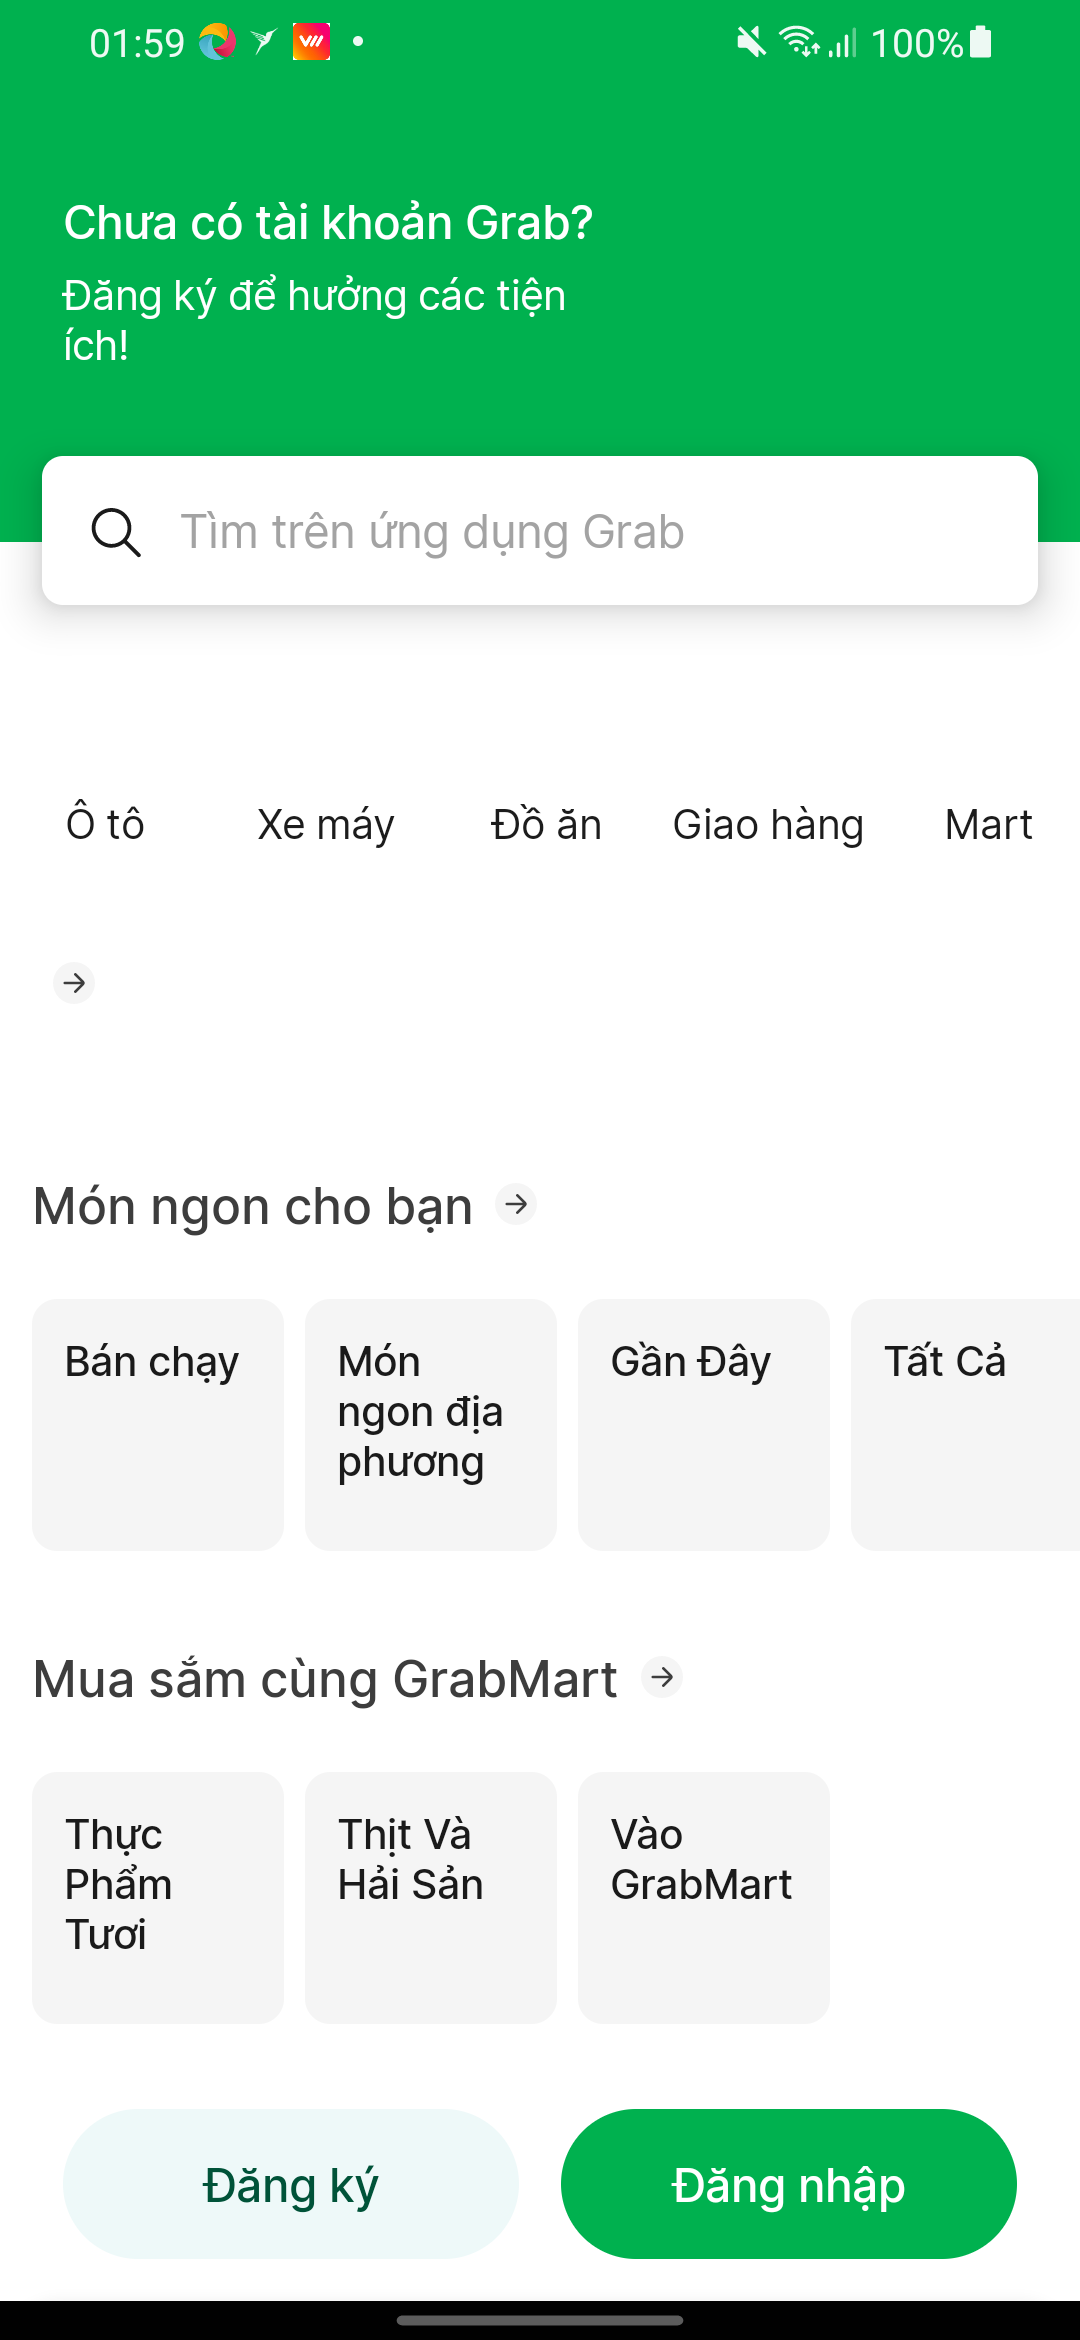 01:59
100%
Chưa có tài khoản Grab?
Đăng ký để hưởng các tiện
ích!
Tìm trên ứng dụng Grab
Ô tô
Xe máy
Đồ ăn
Giao hàng
Mart
Món ngon cho bạn
Bán chạy
Món
ngon địa
phương
Gần Đây
Tất Cả
Mua sắm cùng GrabMart
Thực
Phẩm
Tươi
Thịt Và
Hải Sản
Vào
GrabMart
Đăng ký
Đăng nhập